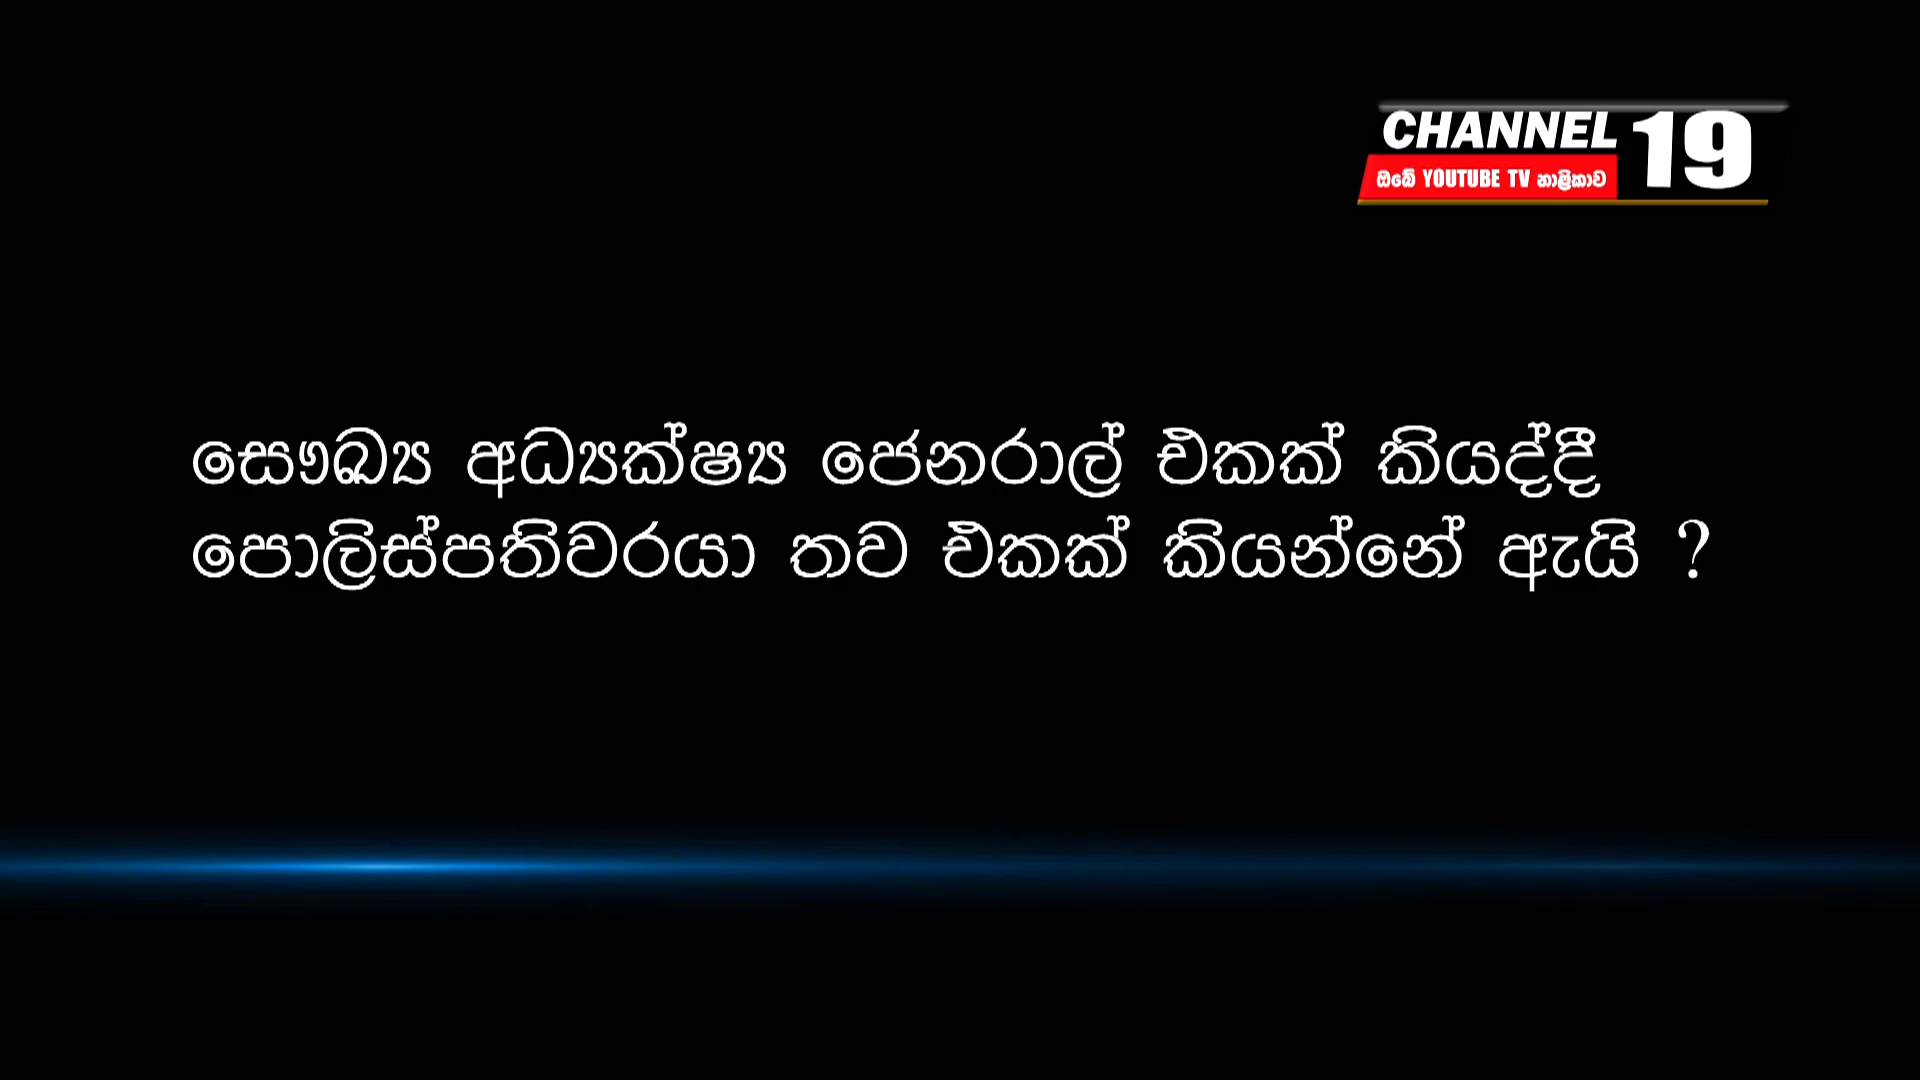 CHANNEL 19
ඔබේ YOUTUBE TV නාළිකාව
සෞඛ්‍ය අධ්‍යක්ෂ්‍ය ජෙනරාල් එකක් කියද්දී
පොලිස්පතිවරයා තව එකක් කියන්නේ ඇයි ?